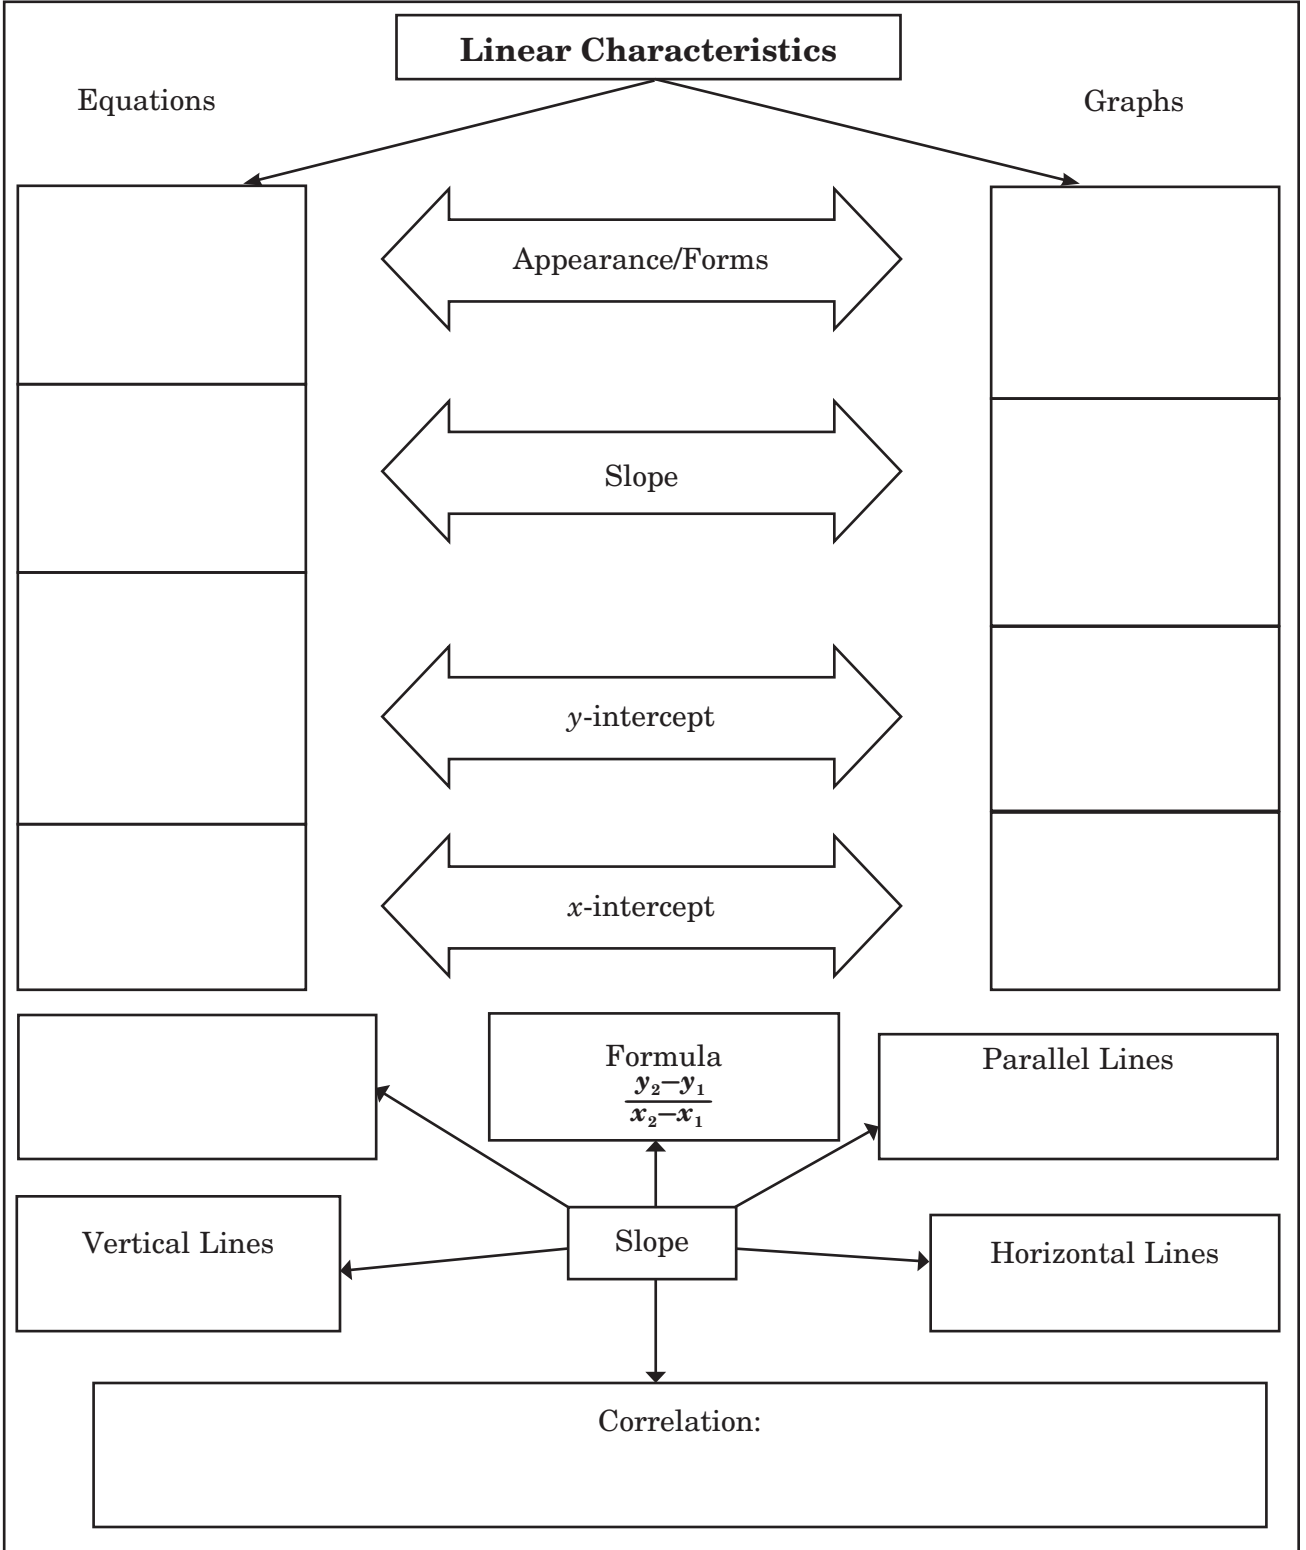 Linear Characteristics
Equations
Graphs
Appearance/Forms
Slope
y-intercept
x-intercept
Formula
y₂–y₁
x₂–x₁
Parallel Lines
Vertical Lines
Slope
Horizontal Lines
Correlation: